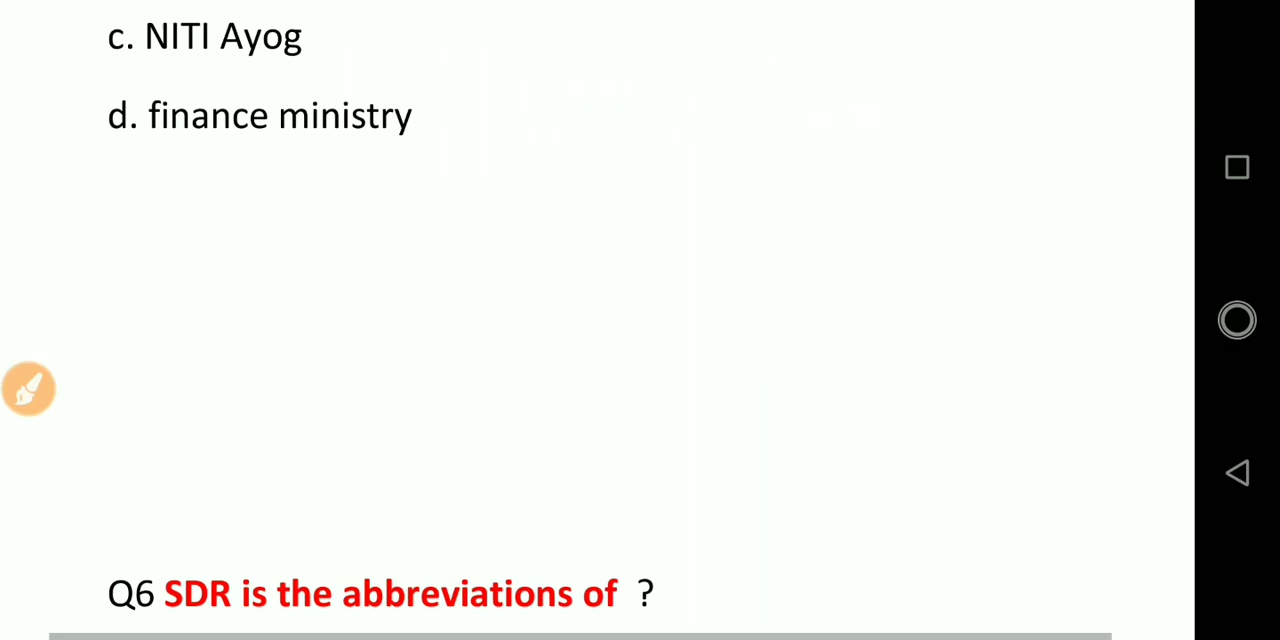 c. NITI Ayog
d. finance ministry
Q6 SDR is the abbreviations of ?